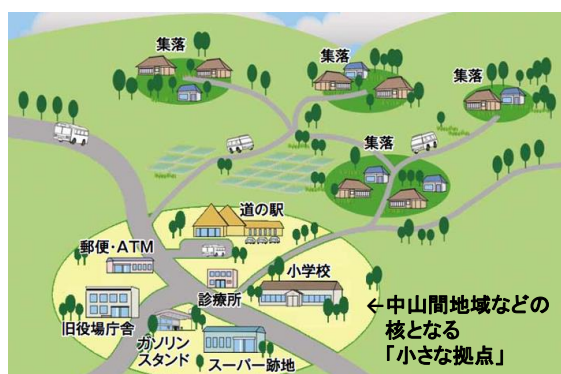 集落
集落
集落
集落
道の駅
郵便・ATM
小学校
診療所
旧役場庁舎
ガソリン
スタンド
スーパー跡地
←中山間地域などの
核となる
「小さな拠点」